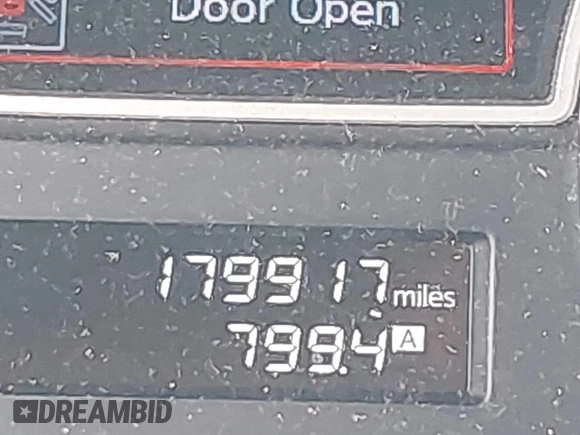 Door Open
179917 miles
799.4 A
DREAMBID